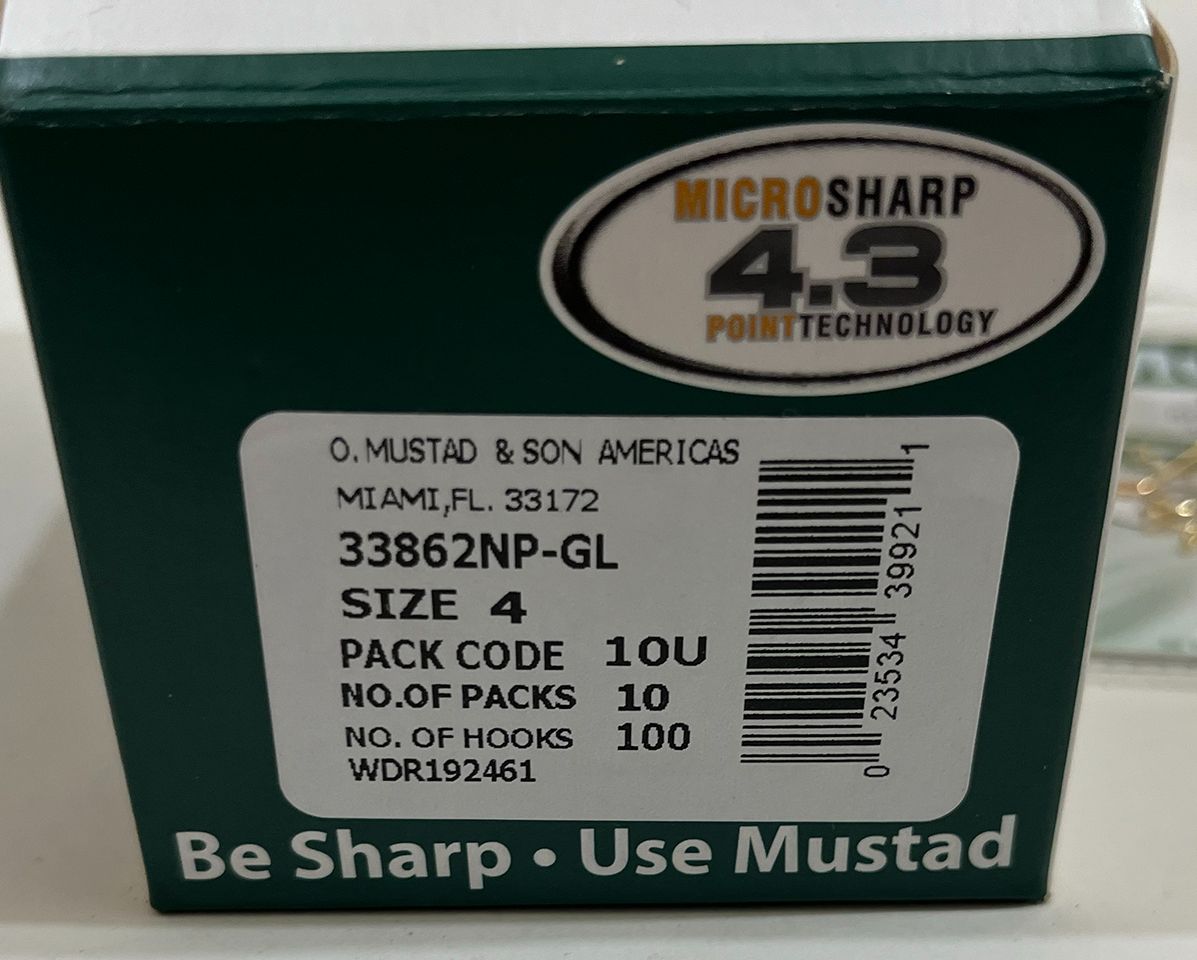 MICROSHARP
4.3
POINTTECHNOLOGY
O. MUSTAD & SON AMERICAS
MIAMI,FL. 33172
33862NP-GL
SIZE 4
PACK CODE 10U
NO.OF PACKS 10
NO. OF HOOKS 100
WDR192461
0 23534 39921 1
Be Sharp • Use Mustad